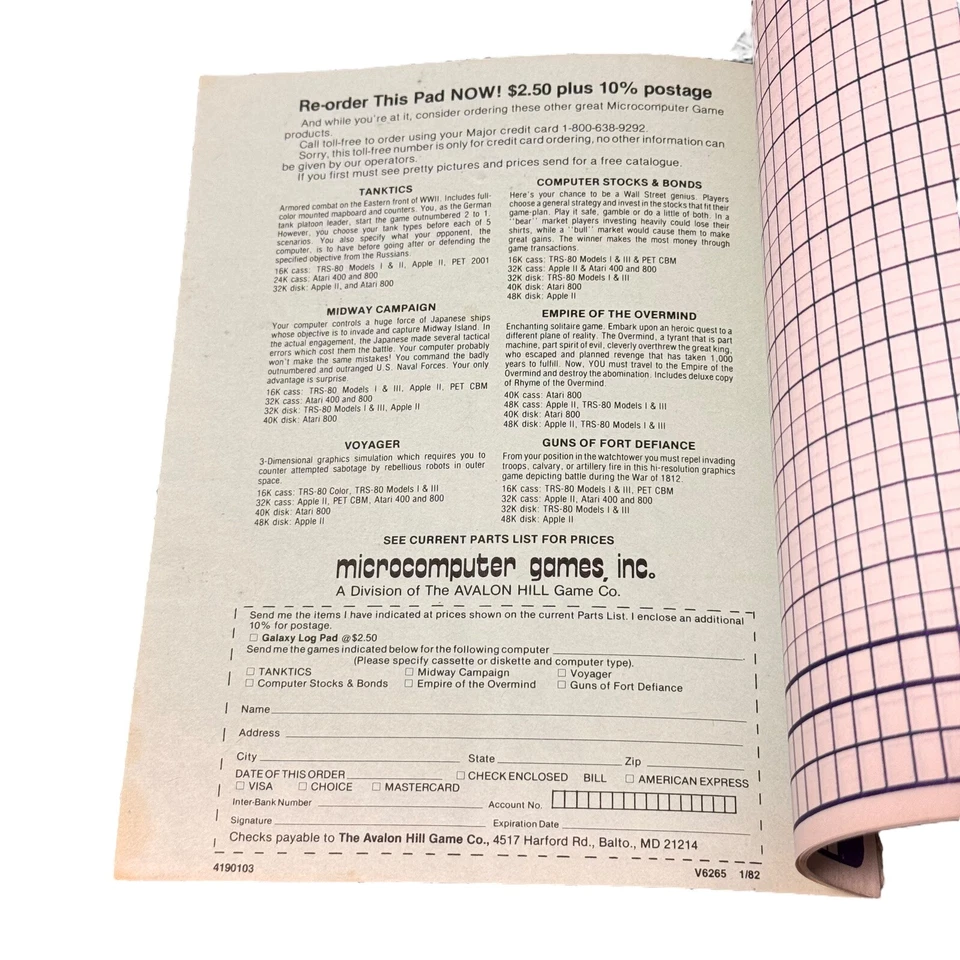 Re-order This Pad NOW! $2.50 plus 10% postage
And while you're at it, consider ordering these other great Microcomputer Game
products.
Call toll-free to order using your Major credit card 1-800-638-9292.
Sorry, this toll-free number is only for credit card ordering, no other information can
be given by our operators.
If you first must see pretty pictures and prices send for a free catalogue.
TANKTICS
Armored combat on the Eastern front of WWII. Includes full-
color mounted mapboard and counters. You, as the German
tank platoon leader, start the game outnumbered 2 to 1.
However, you choose your tank types before each of 5
scenarios. You also specify what your opponent, the
computer, is to have before going after or defending the
specified objective from the Russians.
16K cass: TRS-80 Models I & II, Apple II, PET 2001
24K cass: Atari 400 and 800
32K disk: Apple II, and Atari 800
MIDWAY CAMPAIGN
Your computer controls a huge force of Japanese ships
whose objective is to invade and capture Midway Island. In
the actual engagement, the Japanese made several tactical
errors which cost them the battle. Your computer probably
won't make the same mistakes! You command the badly
outnumbered and outranged U.S. Naval Forces. Your only
advantage is surprise.
16K cass: TRS-80 Models I & III, Apple II, PET CBM
32K cass: Atari 400 and 800
32K disk: TRS-80 Models I & III, Apple II
40K disk: Atari 800
VOYAGER
3-Dimensional graphics simulation which requires you to
counter attempted sabotage by rebellious robots in outer
space.
16K cass: TRS-80 Color, TRS-80 Models I & III
32K cass: Apple II, PET CBM, Atari 400 and 800
40K disk: Atari 800
48K disk: Apple II
COMPUTER STOCKS & BONDS
Here's your chance to be a Wall Street genius. Players
choose a general strategy and invest in the stocks that fit their
game-plan. Play it safe, gamble or do a little of both. In a
"bear" market players investing heavily could lose their
shirts, while a "bull" market would cause them to make
great gains. The winner makes the most money through
game transactions.
16K cass: TRS-80 Models I & III & PET CBM
32K cass: Apple II & Atari 400 and 800
32K disk: TRS-80 Models I & III
40K disk: Atari 800
48K disk: Apple II
EMPIRE OF THE OVERMIND
Enchanting solitaire game. Embark upon an heroic quest to a
different plane of reality. The Overmind, a tyrant that is part
machine, part spirit of evil, cleverly overthrew the great king,
who escaped and planned revenge that has taken 1,000
years to fulfill. Now, YOU must travel to the Empire of the
Overmind and destroy the abomination. Includes deluxe copy
of Rhyme of the Overmind.
40K cass: Atari 800
48K cass: Apple II, TRS-80 Models I & III
40K disk: Atari 800
48K disk: Apple II, TRS-80 Models I & III
GUNS OF FORT DEFIANCE
From your position in the watchtower you must repel invading
troops, calvary, or artillery fire in this hi-resolution graphics
game depicting battle during the War of 1812.
16K cass: TRS-80 Models I & III, PET CBM
32K cass: Apple II, Atari 400 and 800
32K disk: TRS-80 Models I & III
48K disk: Apple II
SEE CURRENT PARTS LIST FOR PRICES
microcomputer games, inc.
A Division of The AVALON HILL Game Co.
Send me the items I have indicated at prices shown on the current Parts List. I enclose an additional
10% for postage.
☐ Galaxy Log Pad @ $2.50
Send me the games indicated below for the following computer
(Please specify cassette or diskette and computer type).
☐ TANKTICS ☐ Midway Campaign ☐ Voyager
☐ Computer Stocks & Bonds ☐ Empire of the Overmind ☐ Guns of Fort Defiance
Name
Address
City State Zip
DATE OF THIS ORDER ☐ CHECK ENCLOSED BILL ☐ AMERICAN EXPRESS
☐ VISA ☐ CHOICE ☐ MASTERCARD
Inter-Bank Number Account No.
Signature Expiration Date
Checks payable to The Avalon Hill Game Co., 4517 Harford Rd., Balto., MD 21214
4190103 V6265 1/82